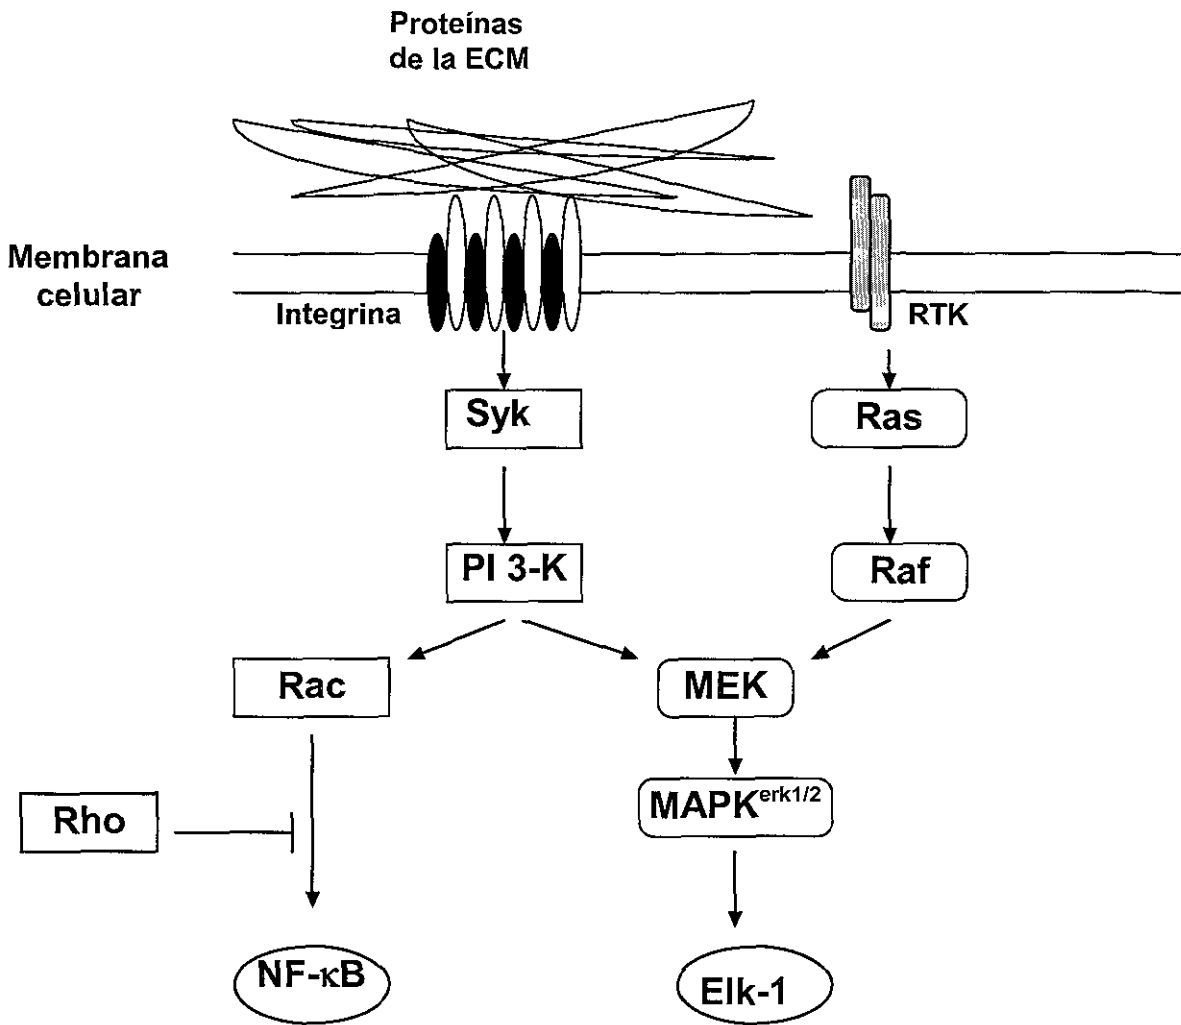 Proteínas
de la ECM
Membrana
celular
Integrina
RTK
Syk
Ras
PI 3-K
Raf
Rac
MEK
Rho
MAPKerk1/2
NF-κB
Elk-1